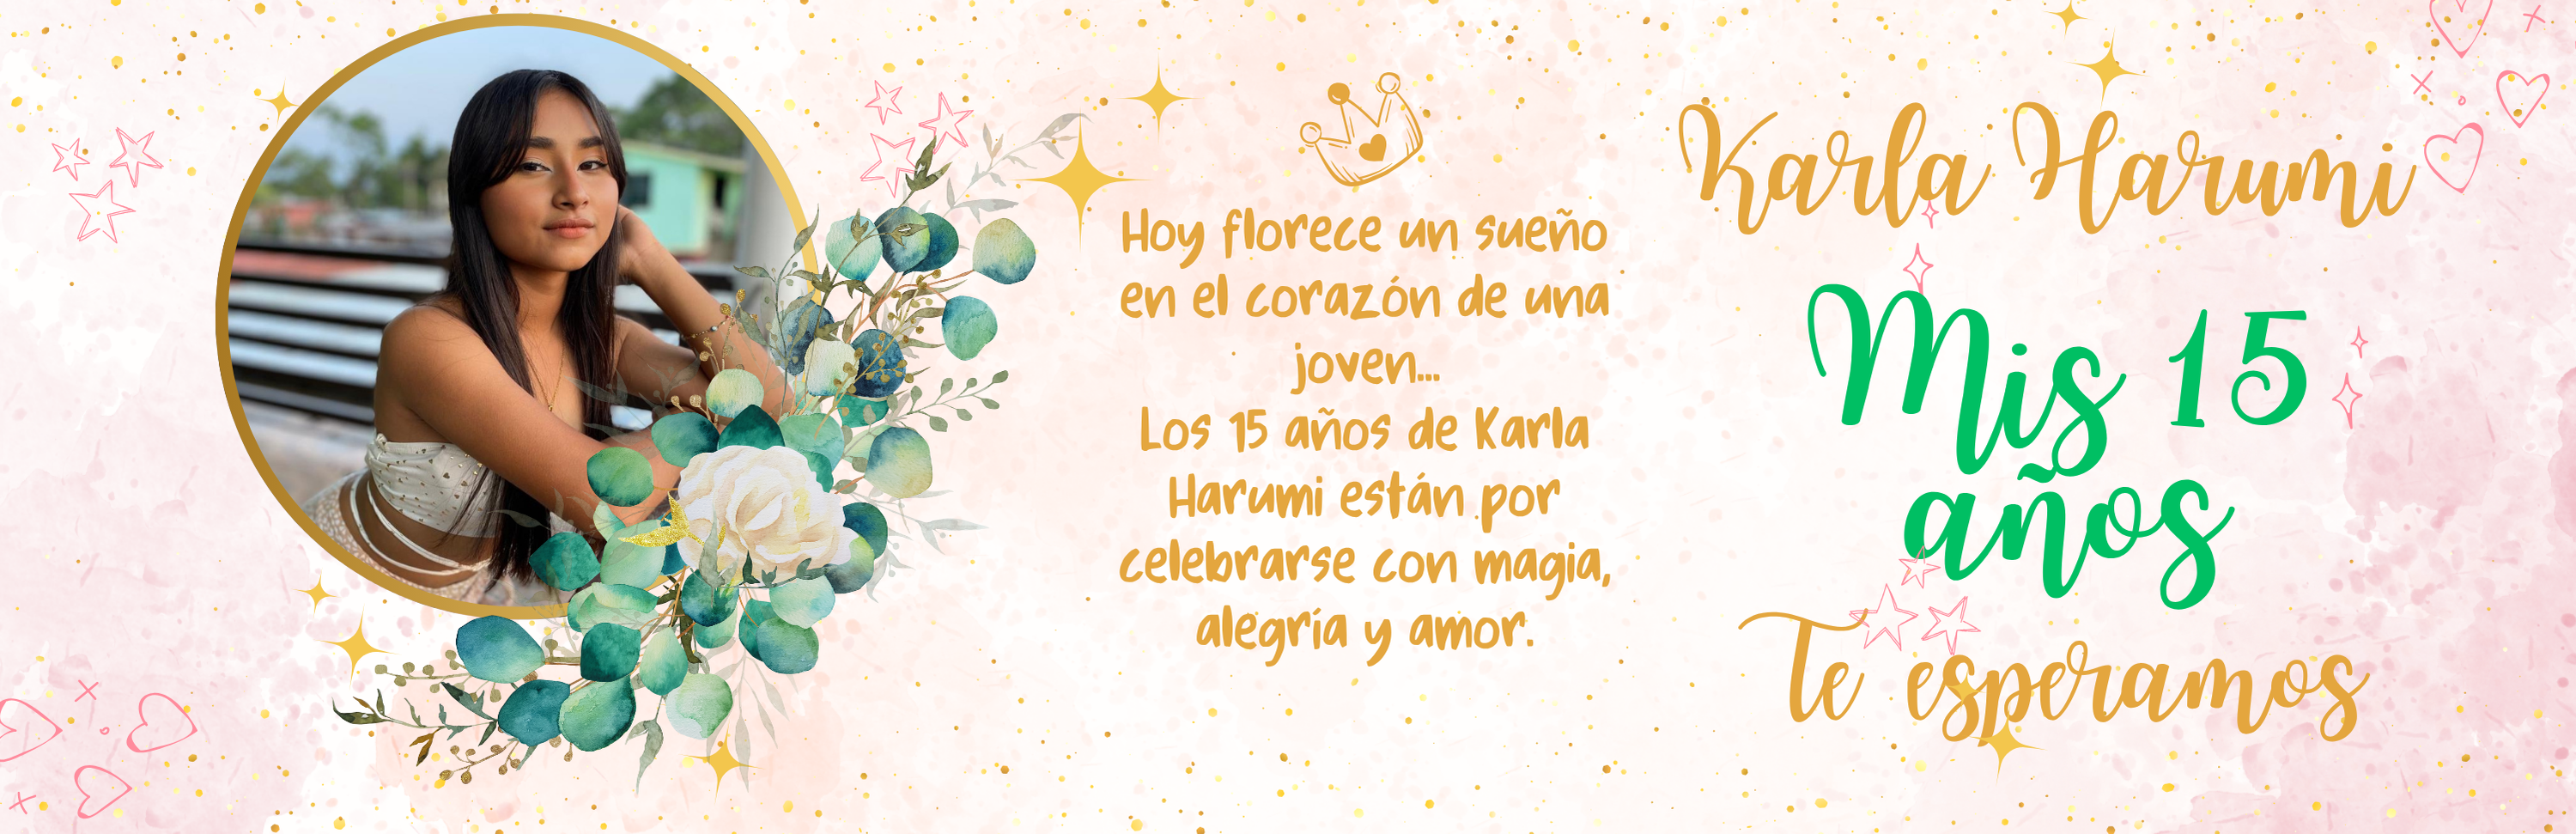 Hoy florece un sueño
en el corazón de una
joven...
Los 15 años de Karla
Harumi están por
celebrarse con magia,
alegría y amor.
Karla Harumi
Mis 15
años
Te esperamos